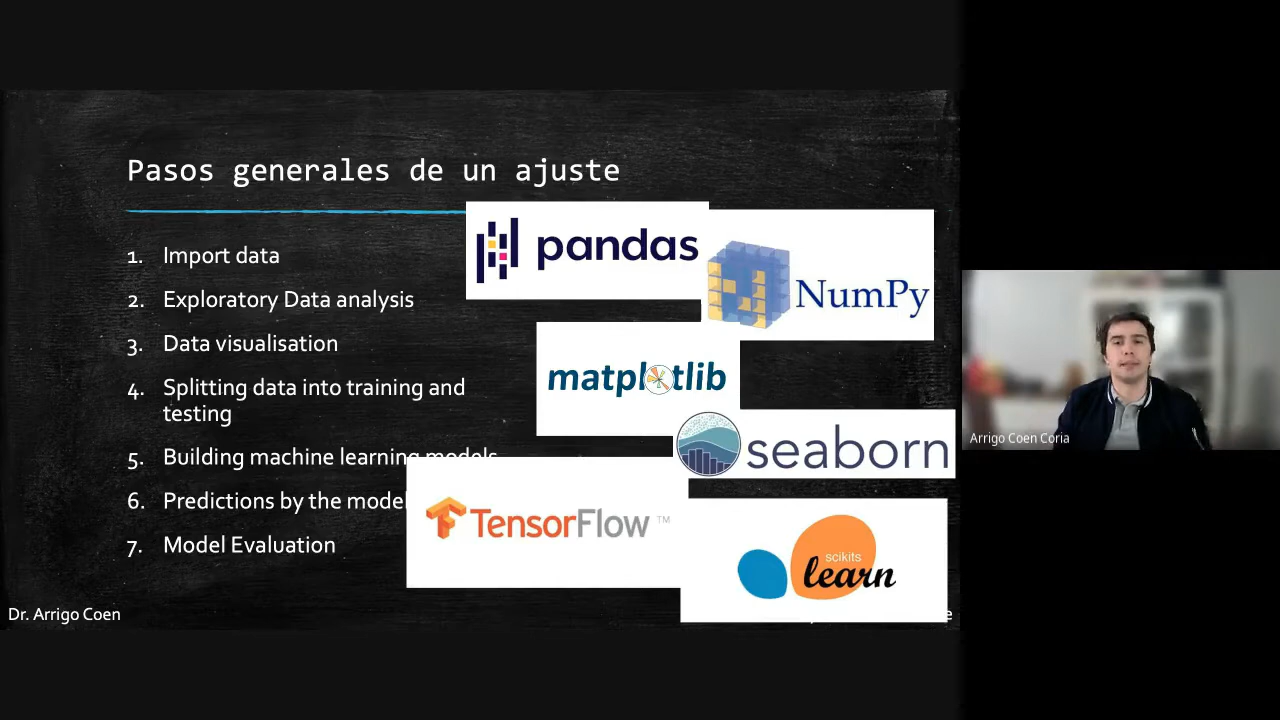 Pasos generales de un ajuste
1. Import data
2. Exploratory Data analysis
3. Data visualisation
4. Splitting data into training and
testing
5. Building machine learning models
6. Predictions by the model
7. Model Evaluation
pandas
NumPy
matplotlib
seaborn
TensorFlow™
scikits
learn
Dr. Arrigo Coen
Arrigo Coen Coria